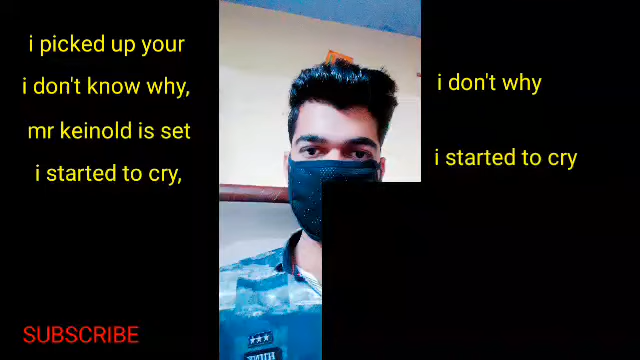 i picked up your
i don't know why,
mr keinold is set
i started to cry,
i don't why
i started to cry
SUBSCRIBE